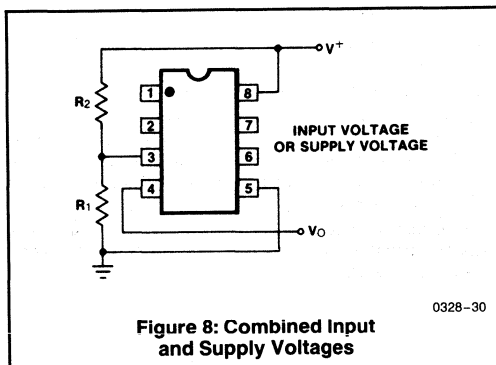 V+
R2
1
8
2
7
INPUT VOLTAGE
OR SUPPLY VOLTAGE
3
6
4
5
R1
VO
0328–30
Figure 8: Combined Input
and Supply Voltages